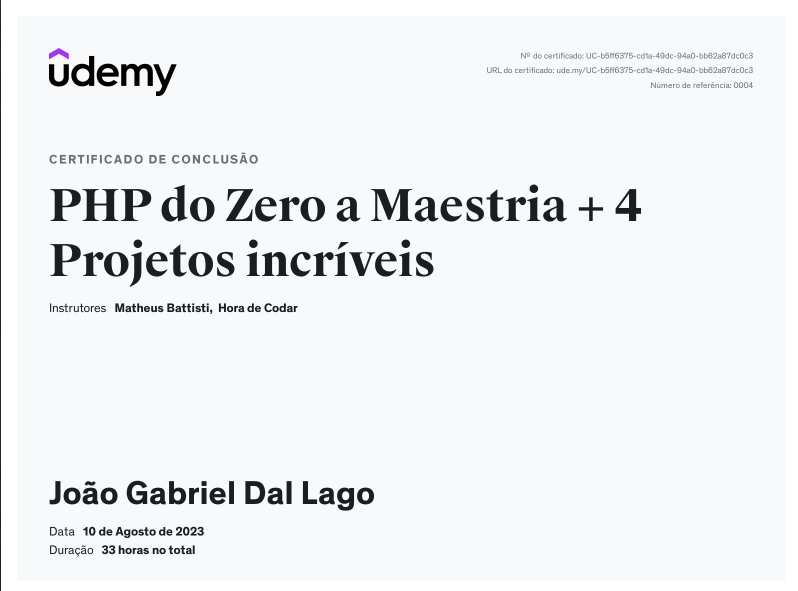 udemy
Nº do certificado: UC-b5ff6375-cd1a-49dc-94a0-bb62a87dc0c3
URL do certificado: ude.my/UC-b5ff6375-cd1a-49dc-94a0-bb62a87dc0c3
Número de referência: 0004
CERTIFICADO DE CONCLUSÃO
PHP do Zero a Maestria + 4
Projetos incríveis
Instrutores Matheus Battisti, Hora de Codar
João Gabriel Dal Lago
Data 10 de Agosto de 2023
Duração 33 horas no total